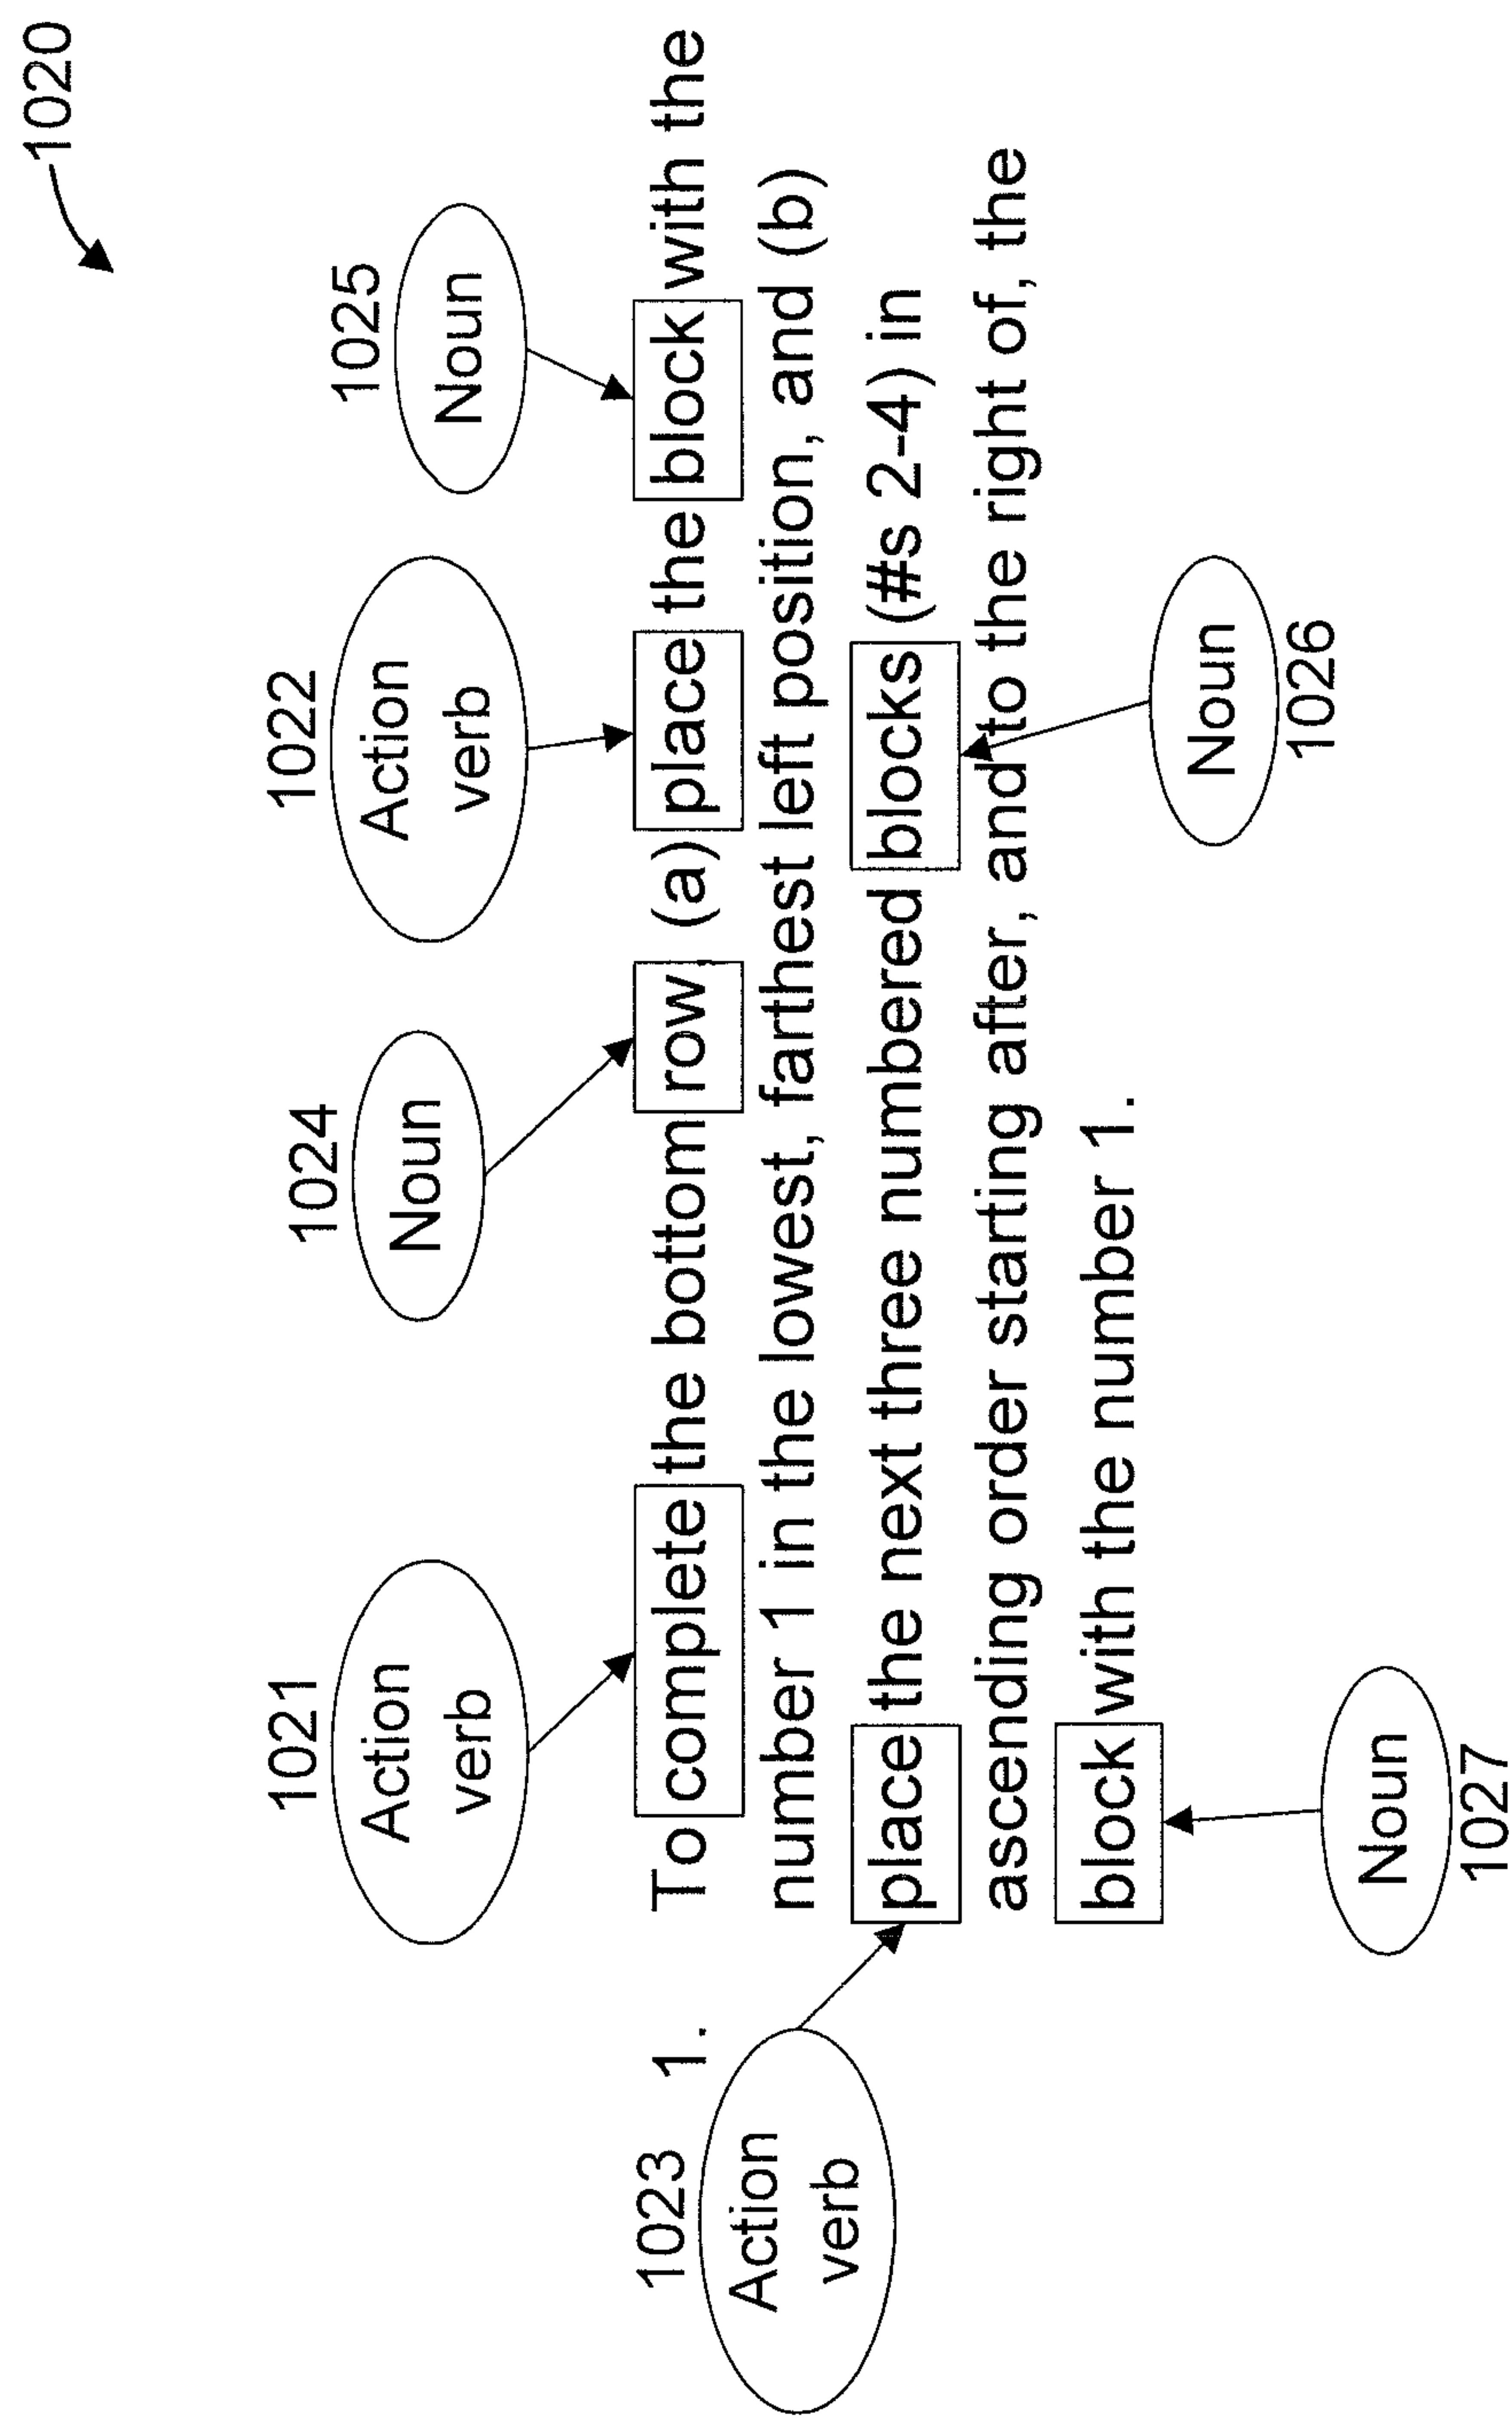 1020
1021
Action
verb
1024
Noun
1022
Action
verb
1025
Noun
1. To complete the bottom row (a) place the block with the
number 1 in the lowest, farthest left position, and (b)
place the next three numbered blocks (#s 2-4) in
ascending order starting after, and to the right of, the
block with the number 1.
1023
Action
verb
Noun
1026
Noun
1027